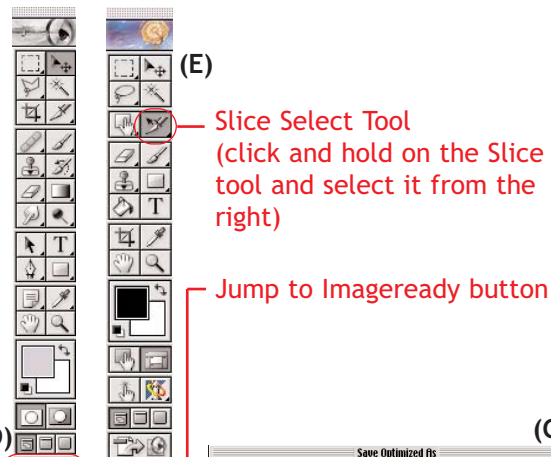 (E)
Slice Select Tool
(click and hold on the Slice
tool and select it from the
right)
Jump to Imageready button
T
T
Save Optimized As